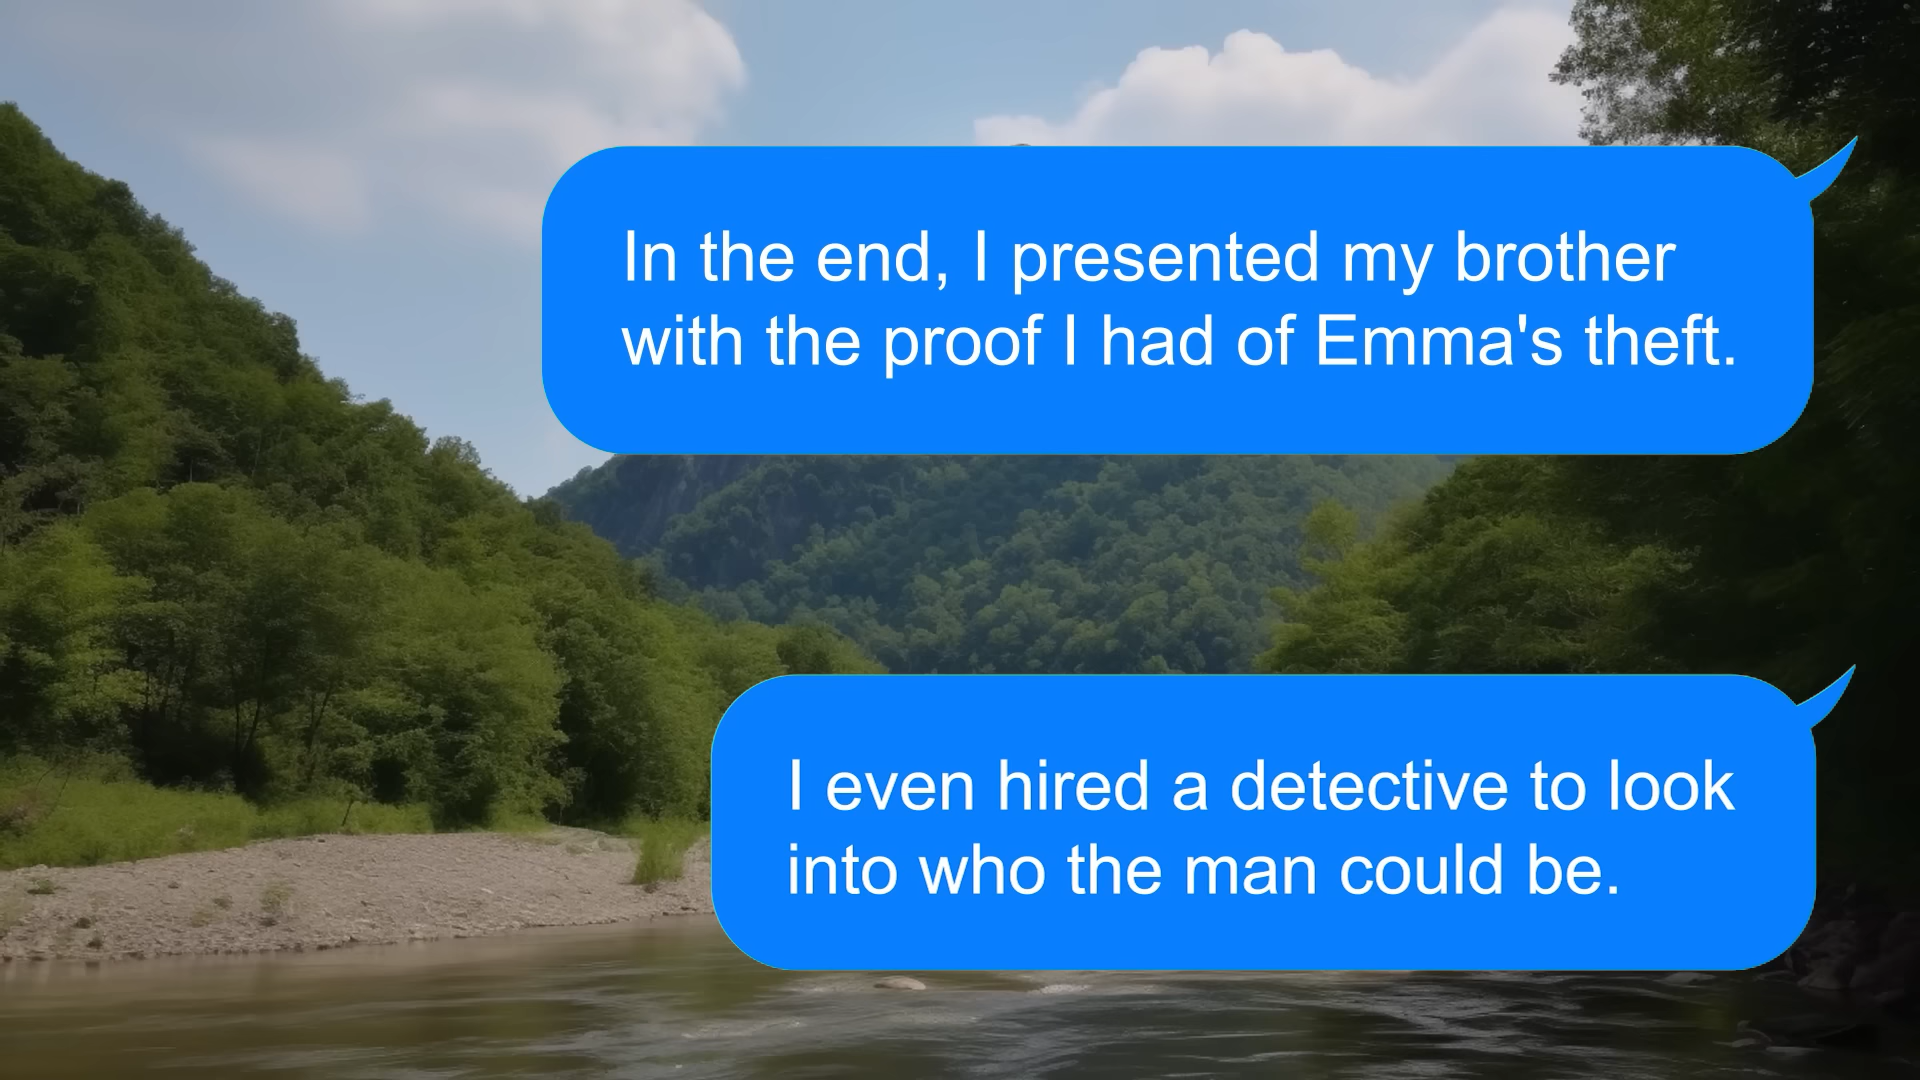 In the end, I presented my brother
with the proof I had of Emma's theft.
I even hired a detective to look
into who the man could be.